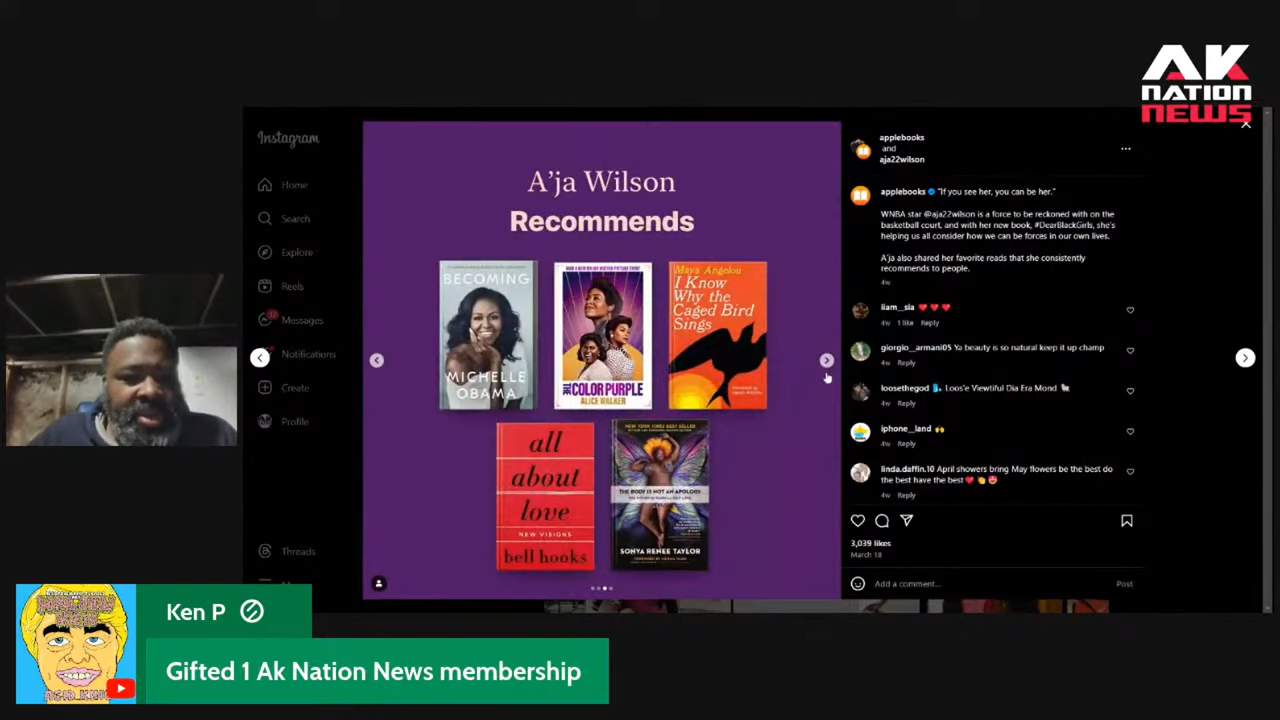 AK
NATION
NEWS
Instagram
Home
Search
Explore
Reels
Messages
Notifications
Create
Profile
Threads
A'ja Wilson
Recommends
BECOMING
MICHELLE
OBAMA
THE
COLOR PURPLE
ALICE WALKER
Maya Angelou
I Know
Why the
Caged Bird
Sings
all
about
love
NEW VISIONS
bell hooks
NEW YORK TIMES BEST SELLER
THE BODY IS NOT AN APOLOGY
SONYA RENEE TAYLOR
applebooks
and
aja22wilson
applebooks "If you see her, you can be her."
WNBA star @aja22wilson is a force to be reckoned with on the
basketball court, and with her new book, #DearBlackGirls, she's
helping us all consider how we can be forces in our own lives.
A'ja also shared her favorite reads that she consistently
recommends to people.
4w
iiam__sia
4w 1 like Reply
giorgio_armani05 Ya beauty is so natural keep it up champ
4w Reply
loosethegod Loos'e Viewtiful Dia Era Mond
4w Reply
iphone__land
4w Reply
linda.daffin.10 April showers bring May flowers be the best do
the best have the best
4w Reply
3,039 likes
March 18
Add a comment...
Post
Ken P
Gifted 1 Ak Nation News membership